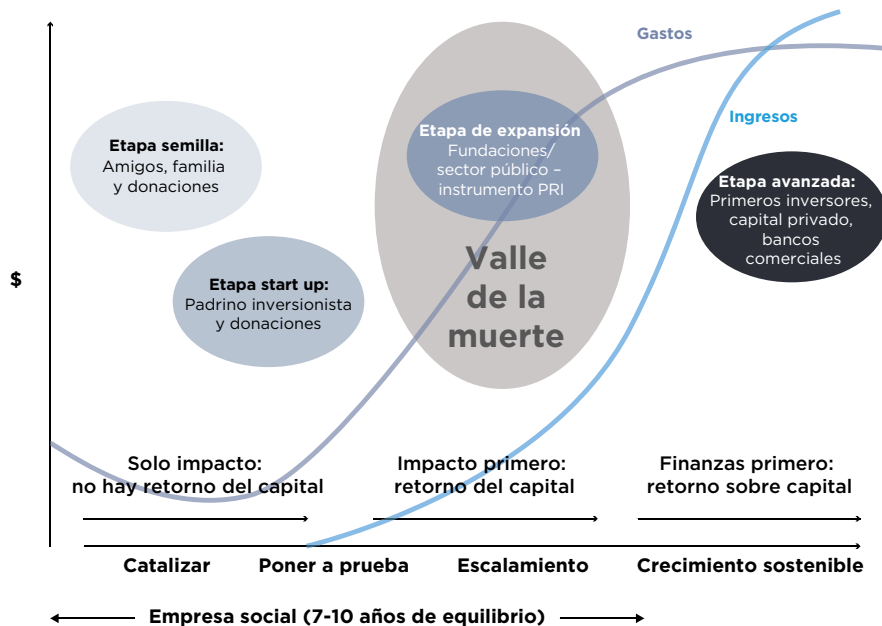 Gastos
Ingresos
Etapa semilla:
Amigos, familia
y donaciones
Etapa de expansión
Fundaciones/
sector público –
instrumento PRI
Etapa avanzada:
Primeros inversores,
capital privado,
bancos
comerciales
Etapa start up:
Padrino inversionista
y donaciones
Valle
de la
muerte
$
Solo impacto:
no hay retorno del capital
Impacto primero:
retorno del capital
Finanzas primero:
retorno sobre capital
Catalizar
Poner a prueba
Escalamiento
Crecimiento sostenible
Empresa social (7-10 años de equilibrio)